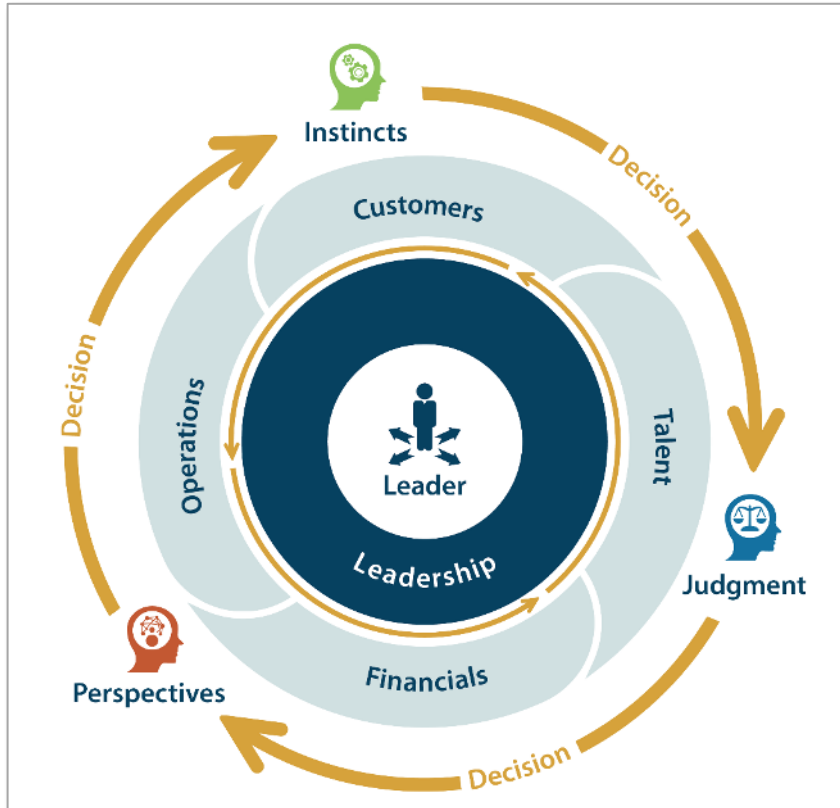 Instincts
Decision
Customers
Decision
Operations
Talent
Leader
Leadership
Judgment
Financials
Perspectives
Decision